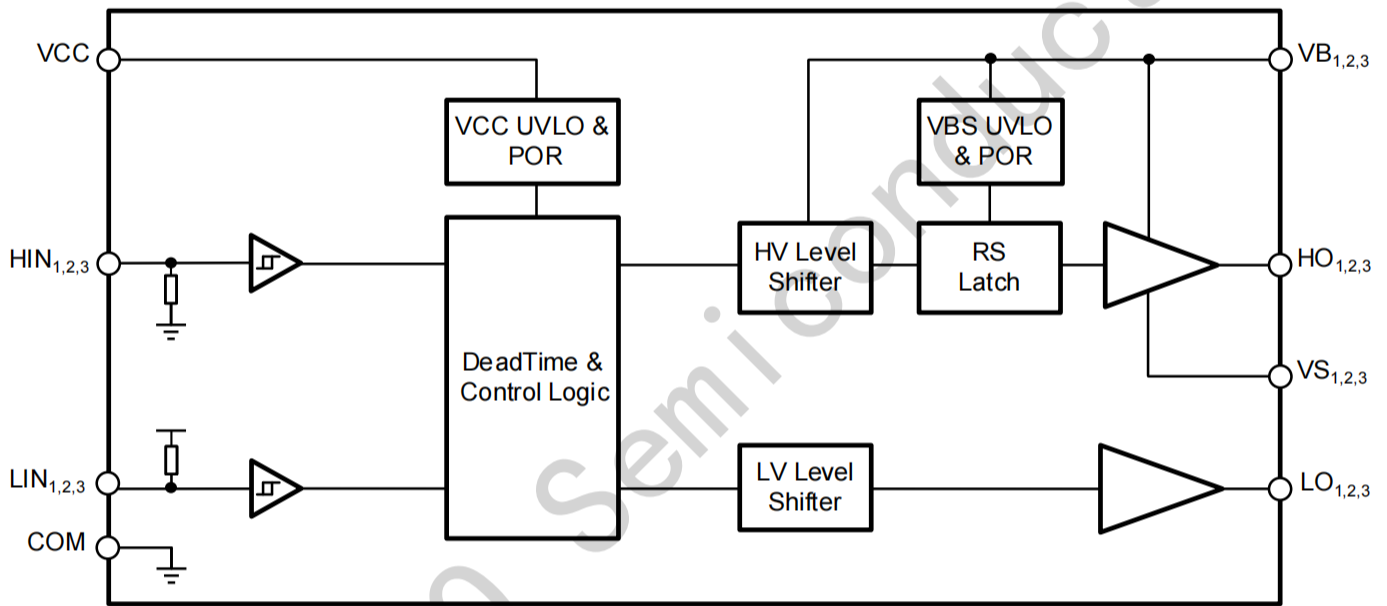 VCC
VB1,2,3
VCC UVLO &
POR
VBS UVLO
& POR
HIN1,2,3
HV Level
Shifter
RS
Latch
HO1,2,3
DeadTime &
Control Logic
VS1,2,3
LIN1,2,3
LV Level
Shifter
LO1,2,3
COM
n Semiconduc